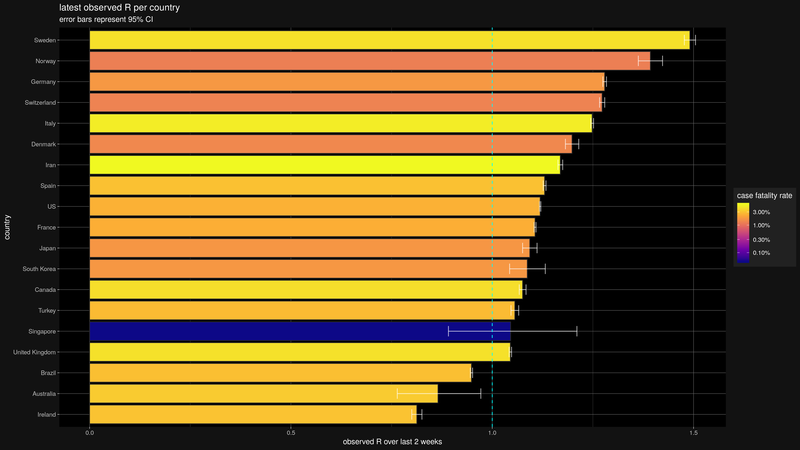 latest observed R per country
error bars represent 95% CI
country
Sweden
Norway
Germany
Switzerland
Italy
Denmark
Iran
Spain
US
France
Japan
South Korea
Canada
Turkey
Singapore
United Kingdom
Brazil
Australia
Ireland
0.0 0.5 1.0 1.5
observed R over last 2 weeks
case fatality rate
3.00%
1.00%
0.30%
0.10%